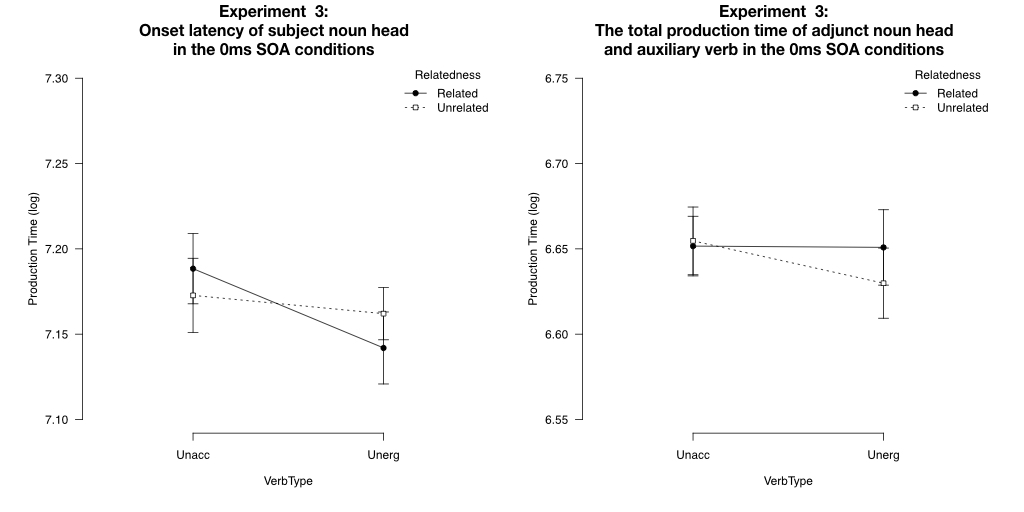 Experiment 3:
Onset latency of subject noun head
in the 0ms SOA conditions
Relatedness
Related
Unrelated
7.30
7.25
7.20
7.15
7.10
Production Time (log)
Unacc
Unerg
VerbType
Experiment 3:
The total production time of adjunct noun head
and auxiliary verb in the 0ms SOA conditions
Relatedness
Related
Unrelated
6.75
6.70
6.65
6.60
6.55
Production Time (log)
Unacc
Unerg
VerbType